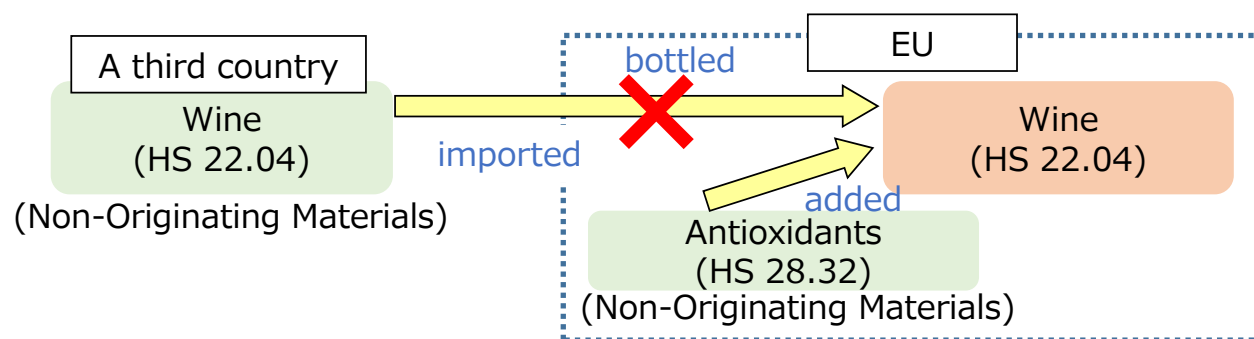 A third country
Wine
(HS 22.04)
(Non-Originating Materials)
imported
bottled
EU
Wine
(HS 22.04)
added
Antioxidants
(HS 28.32)
(Non-Originating Materials)